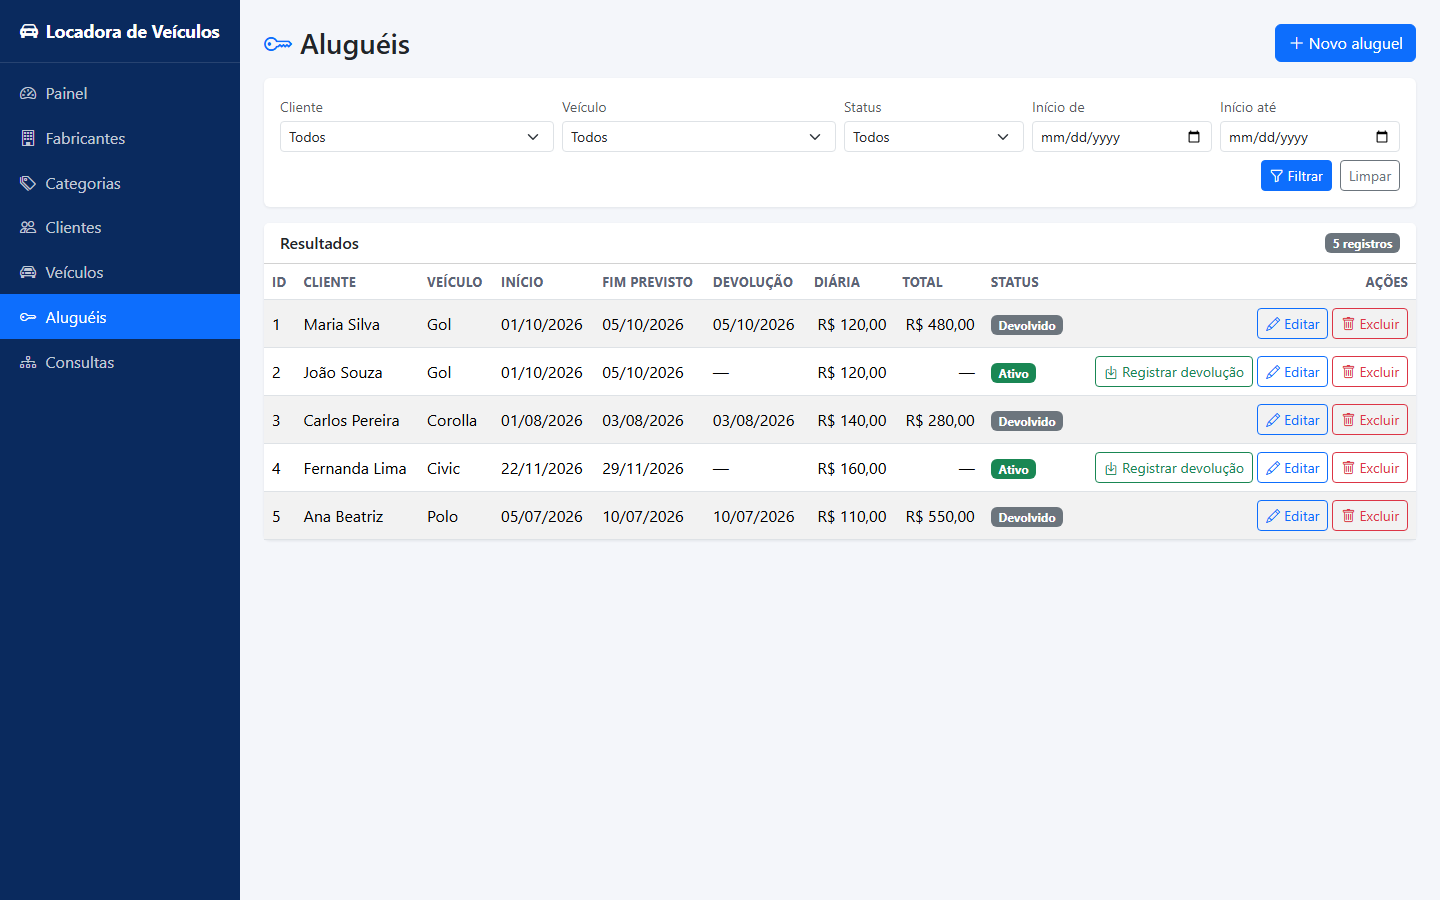 Locadora de Veículos
Painel
Fabricantes
Categorias
Clientes
Veículos
Aluguéis
Consultas
Aluguéis
Novo aluguel
Cliente Veículo Status Início de Início até
Todos Todos Todos mm/dd/yyyy mm/dd/yyyy
Filtrar Limpar
Resultados 5 registros
ID CLIENTE VEÍCULO INÍCIO FIM PREVISTO DEVOLUÇÃO DIÁRIA TOTAL STATUS AÇÕES
1 Maria Silva Gol 01/10/2026 05/10/2026 05/10/2026 R$ 120,00 R$ 480,00 Devolvido Editar Excluir
2 João Souza Gol 01/10/2026 05/10/2026 — R$ 120,00 — Ativo Registrar devolução Editar Excluir
3 Carlos Pereira Corolla 01/08/2026 03/08/2026 03/08/2026 R$ 140,00 R$ 280,00 Devolvido Editar Excluir
4 Fernanda Lima Civic 22/11/2026 29/11/2026 — R$ 160,00 — Ativo Registrar devolução Editar Excluir
5 Ana Beatriz Polo 05/07/2026 10/07/2026 10/07/2026 R$ 110,00 R$ 550,00 Devolvido Editar Excluir